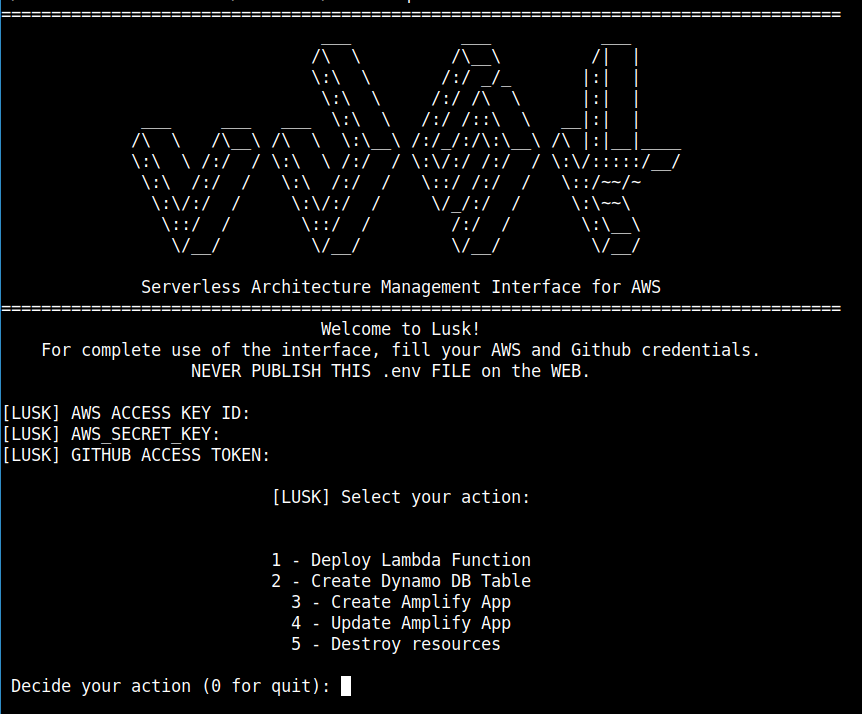 Serverless Architecture Management Interface for AWS
Welcome to Lusk!
For complete use of the interface, fill your AWS and Github credentials.
NEVER PUBLISH THIS .env FILE on the WEB.
[LUSK] AWS ACCESS KEY ID:
[LUSK] AWS_SECRET_KEY:
[LUSK] GITHUB ACCESS TOKEN:
[LUSK] Select your action:
1 - Deploy Lambda Function
2 - Create Dynamo DB Table
3 - Create Amplify App
4 - Update Amplify App
5 - Destroy resources
Decide your action (0 for quit):